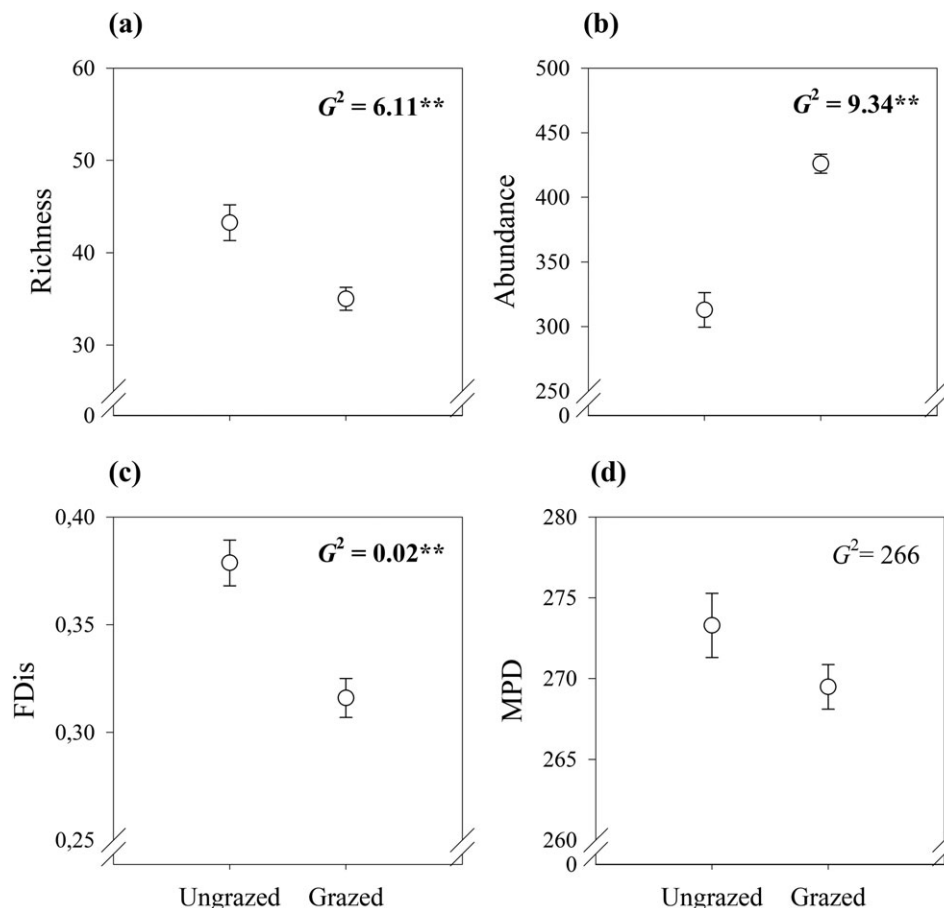 (a)
(b)
60
50
40
30
0
Richness
G² = 6.11**
500
450
400
350
300
250
0
Abundance
G² = 9.34**
(c)
(d)
0,40
0,35
0,30
0,25
FDis
G² = 0.02**
Ungrazed Grazed
280
275
270
265
260
0
MPD
G²= 266
Ungrazed Grazed